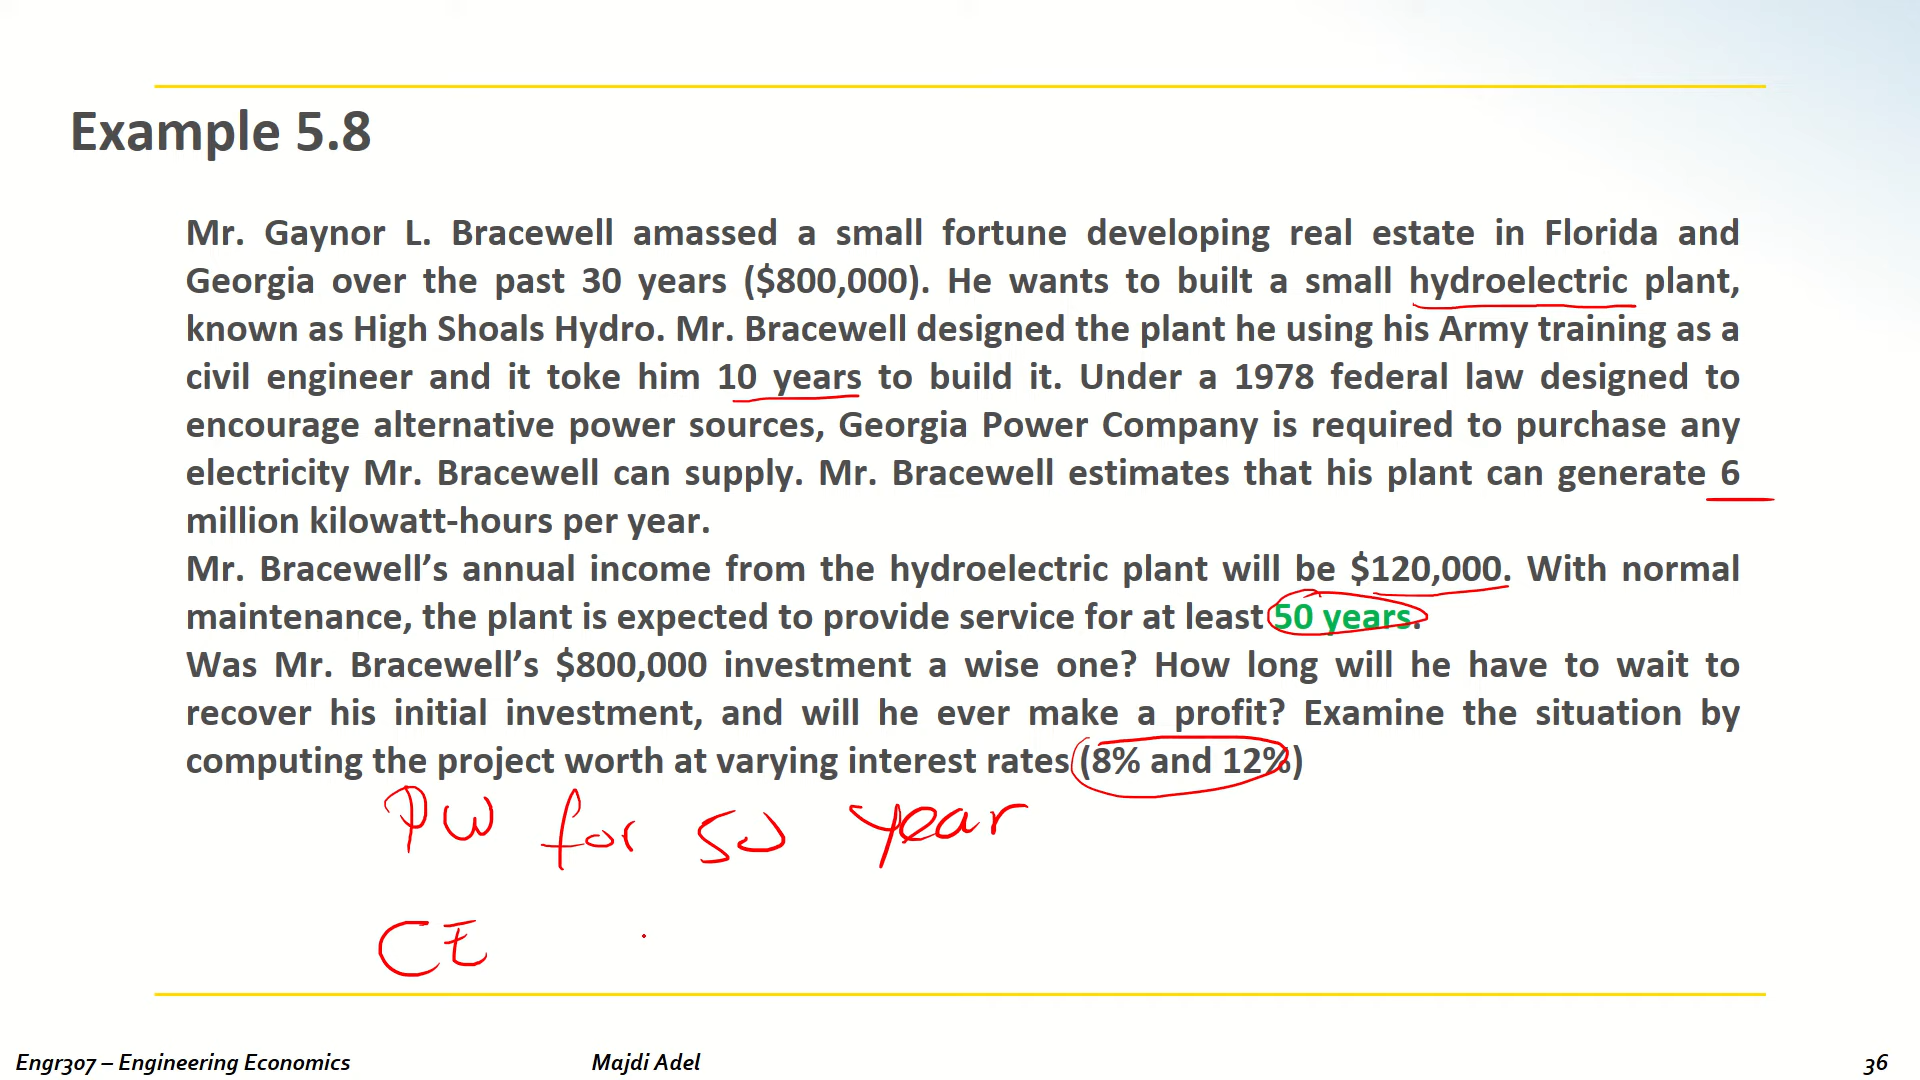 Example 5.8
Mr. Gaynor L. Bracewell amassed a small fortune developing real estate in Florida and
Georgia over the past 30 years ($800,000). He wants to built a small hydroelectric plant,
known as High Shoals Hydro. Mr. Bracewell designed the plant he using his Army training as a
civil engineer and it toke him 10 years to build it. Under a 1978 federal law designed to
encourage alternative power sources, Georgia Power Company is required to purchase any
electricity Mr. Bracewell can supply. Mr. Bracewell estimates that his plant can generate 6
million kilowatt-hours per year.
Mr. Bracewell’s annual income from the hydroelectric plant will be $120,000. With normal
maintenance, the plant is expected to provide service for at least 50 years.
Was Mr. Bracewell’s $800,000 investment a wise one? How long will he have to wait to
recover his initial investment, and will he ever make a profit? Examine the situation by
computing the project worth at varying interest rates (8% and 12%)
PW for 50 year
CE
Engr307 – Engineering Economics Majdi Adel 36